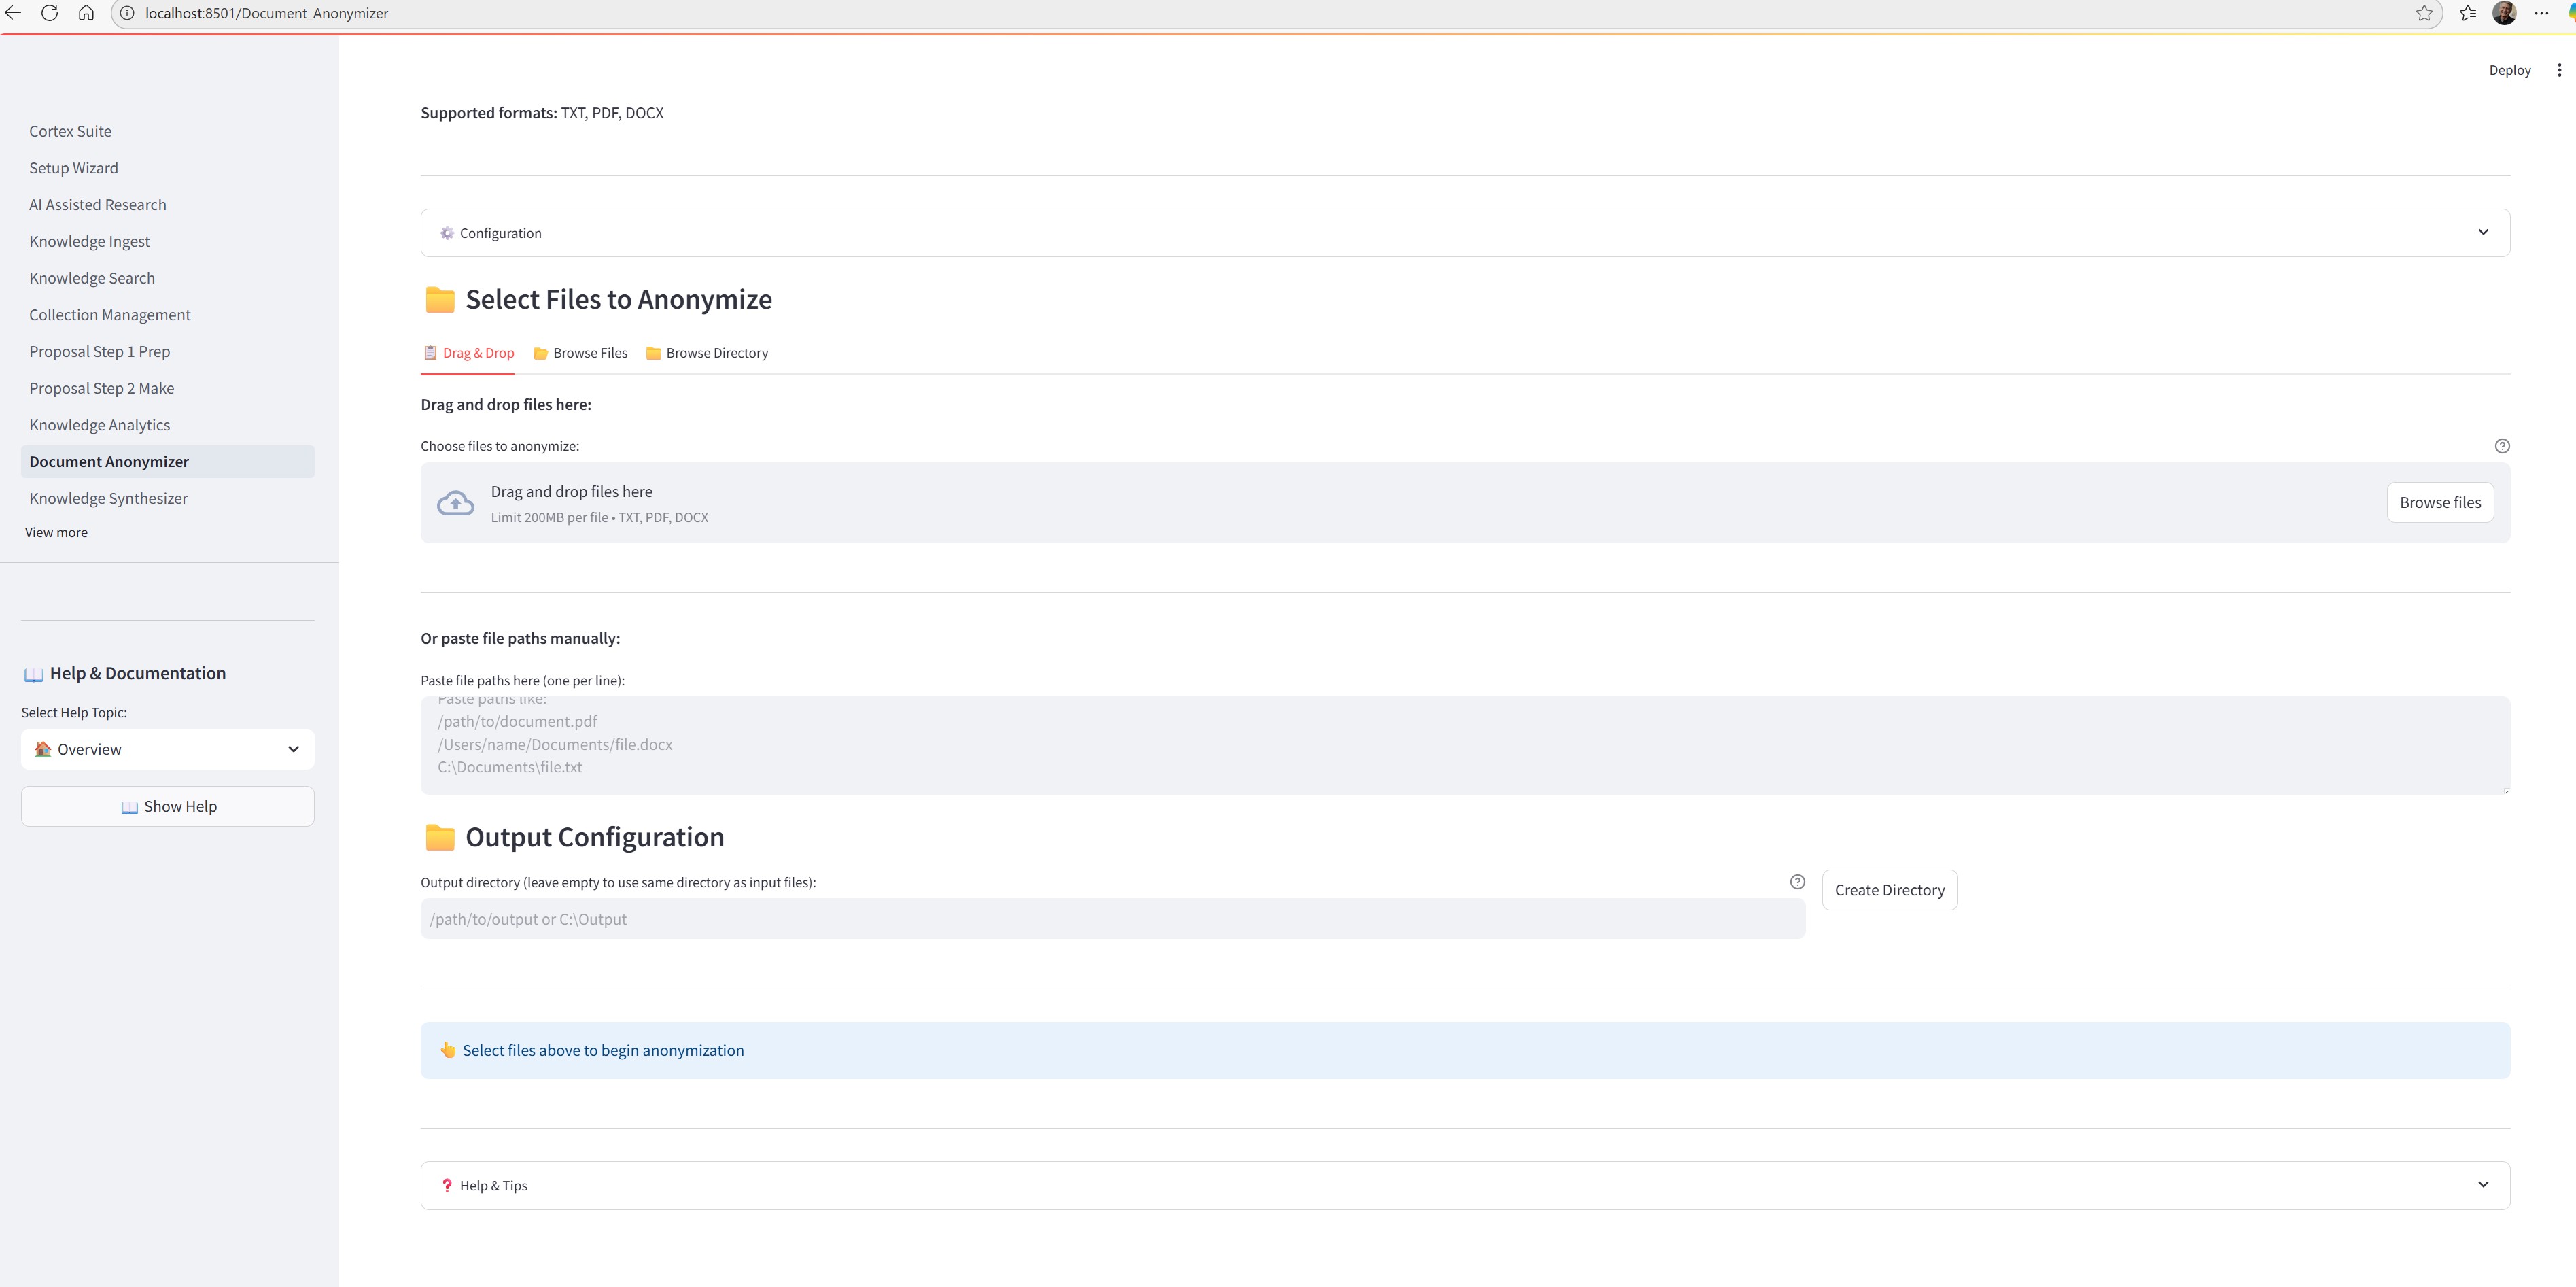 localhost:8501/Document_Anonymizer
Deploy
Cortex Suite
Setup Wizard
AI Assisted Research
Knowledge Ingest
Knowledge Search
Collection Management
Proposal Step 1 Prep
Proposal Step 2 Make
Knowledge Analytics
Document Anonymizer
Knowledge Synthesizer
View more
Help & Documentation
Select Help Topic:
Overview
Show Help
Supported formats: TXT, PDF, DOCX
Configuration
Select Files to Anonymize
Drag & Drop Browse Files Browse Directory
Drag and drop files here:
Choose files to anonymize:
Drag and drop files here
Limit 200MB per file • TXT, PDF, DOCX
Browse files
Or paste file paths manually:
Paste file paths here (one per line):
Paste paths like:
/path/to/document.pdf
/Users/name/Documents/file.docx
C:\Documents\file.txt
Output Configuration
Output directory (leave empty to use same directory as input files):
/path/to/output or C:\Output
Create Directory
Select files above to begin anonymization
Help & Tips